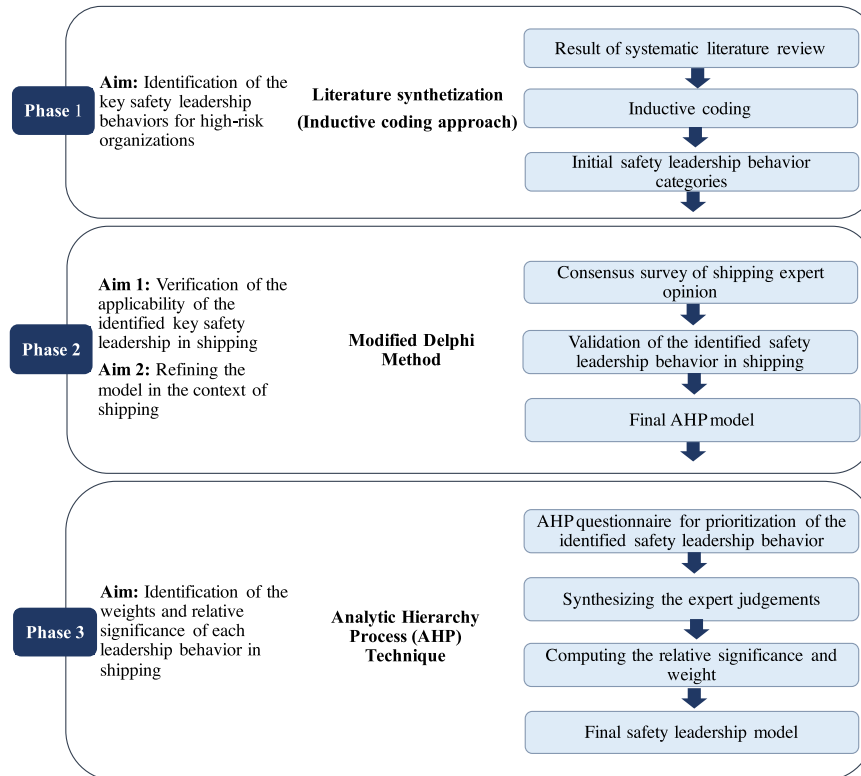 Phase 1
Aim: Identification of the
key safety leadership
behaviors for high-risk
organizations
Literature synthetization
(Inductive coding approach)
Result of systematic literature review
Inductive coding
Initial safety leadership behavior
categories
Phase 2
Aim 1: Verification of the
applicability of the
identified key safety
leadership in shipping
Aim 2: Refining the
model in the context of
shipping
Modified Delphi
Method
Consensus survey of shipping expert
opinion
Validation of the identified safety
leadership behavior in shipping
Final AHP model
Phase 3
Aim: Identification of the
weights and relative
significance of each
leadership behavior in
shipping
Analytic Hierarchy
Process (AHP)
Technique
AHP questionnaire for prioritization of the
identified safety leadership behavior
Synthesizing the expert judgements
Computing the relative significance and
weight
Final safety leadership model